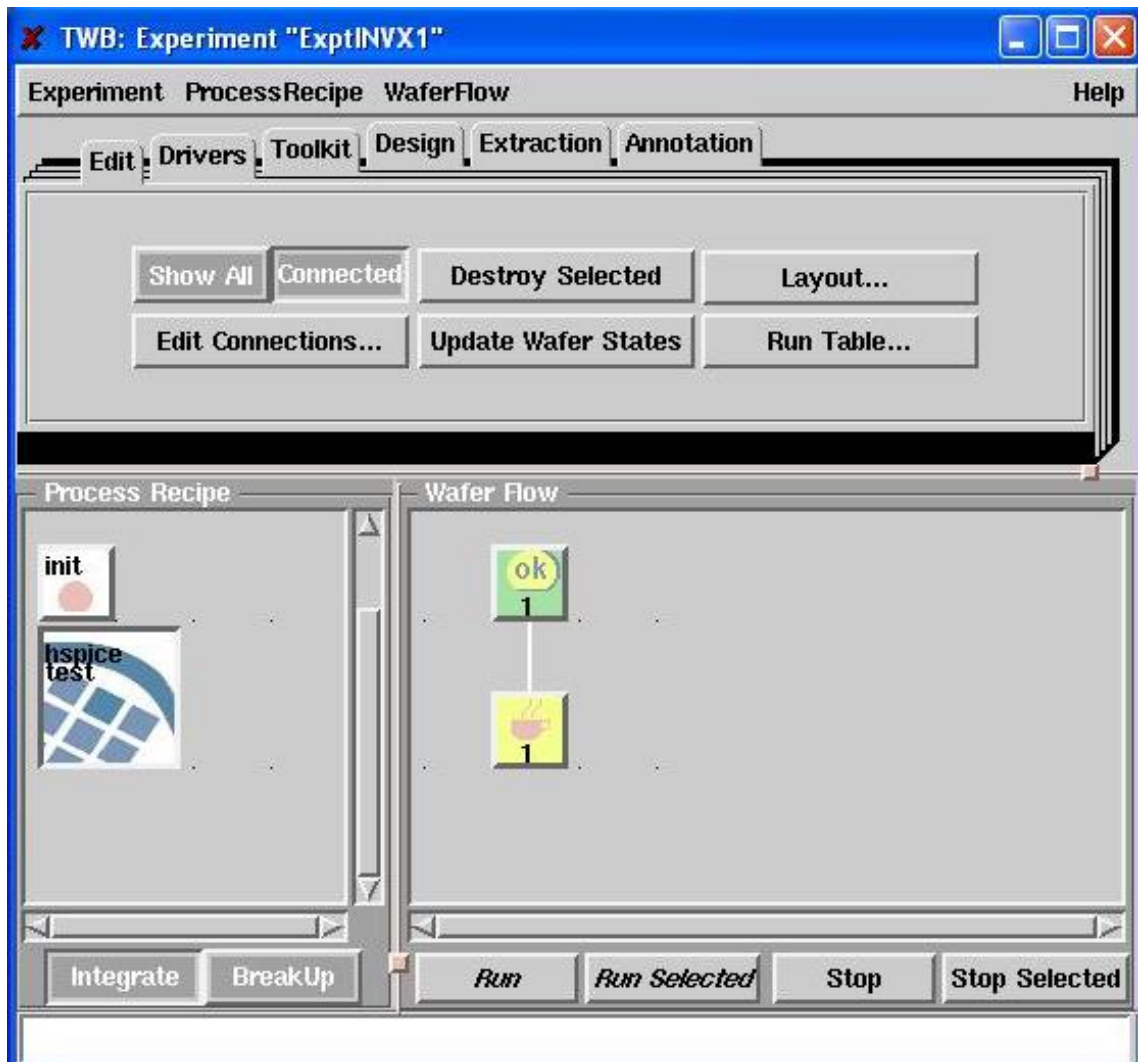 TWB: Experiment "ExptINVX1"
Experiment ProcessRecipe WaferFlow Help
Edit Drivers Toolkit Design Extraction Annotation
Show All Connected Destroy Selected Layout...
Edit Connections... Update Wafer States Run Table...
Process Recipe Wafer Flow
init
ok
1
hspice
test
1
Integrate BreakUp Run Run Selected Stop Stop Selected